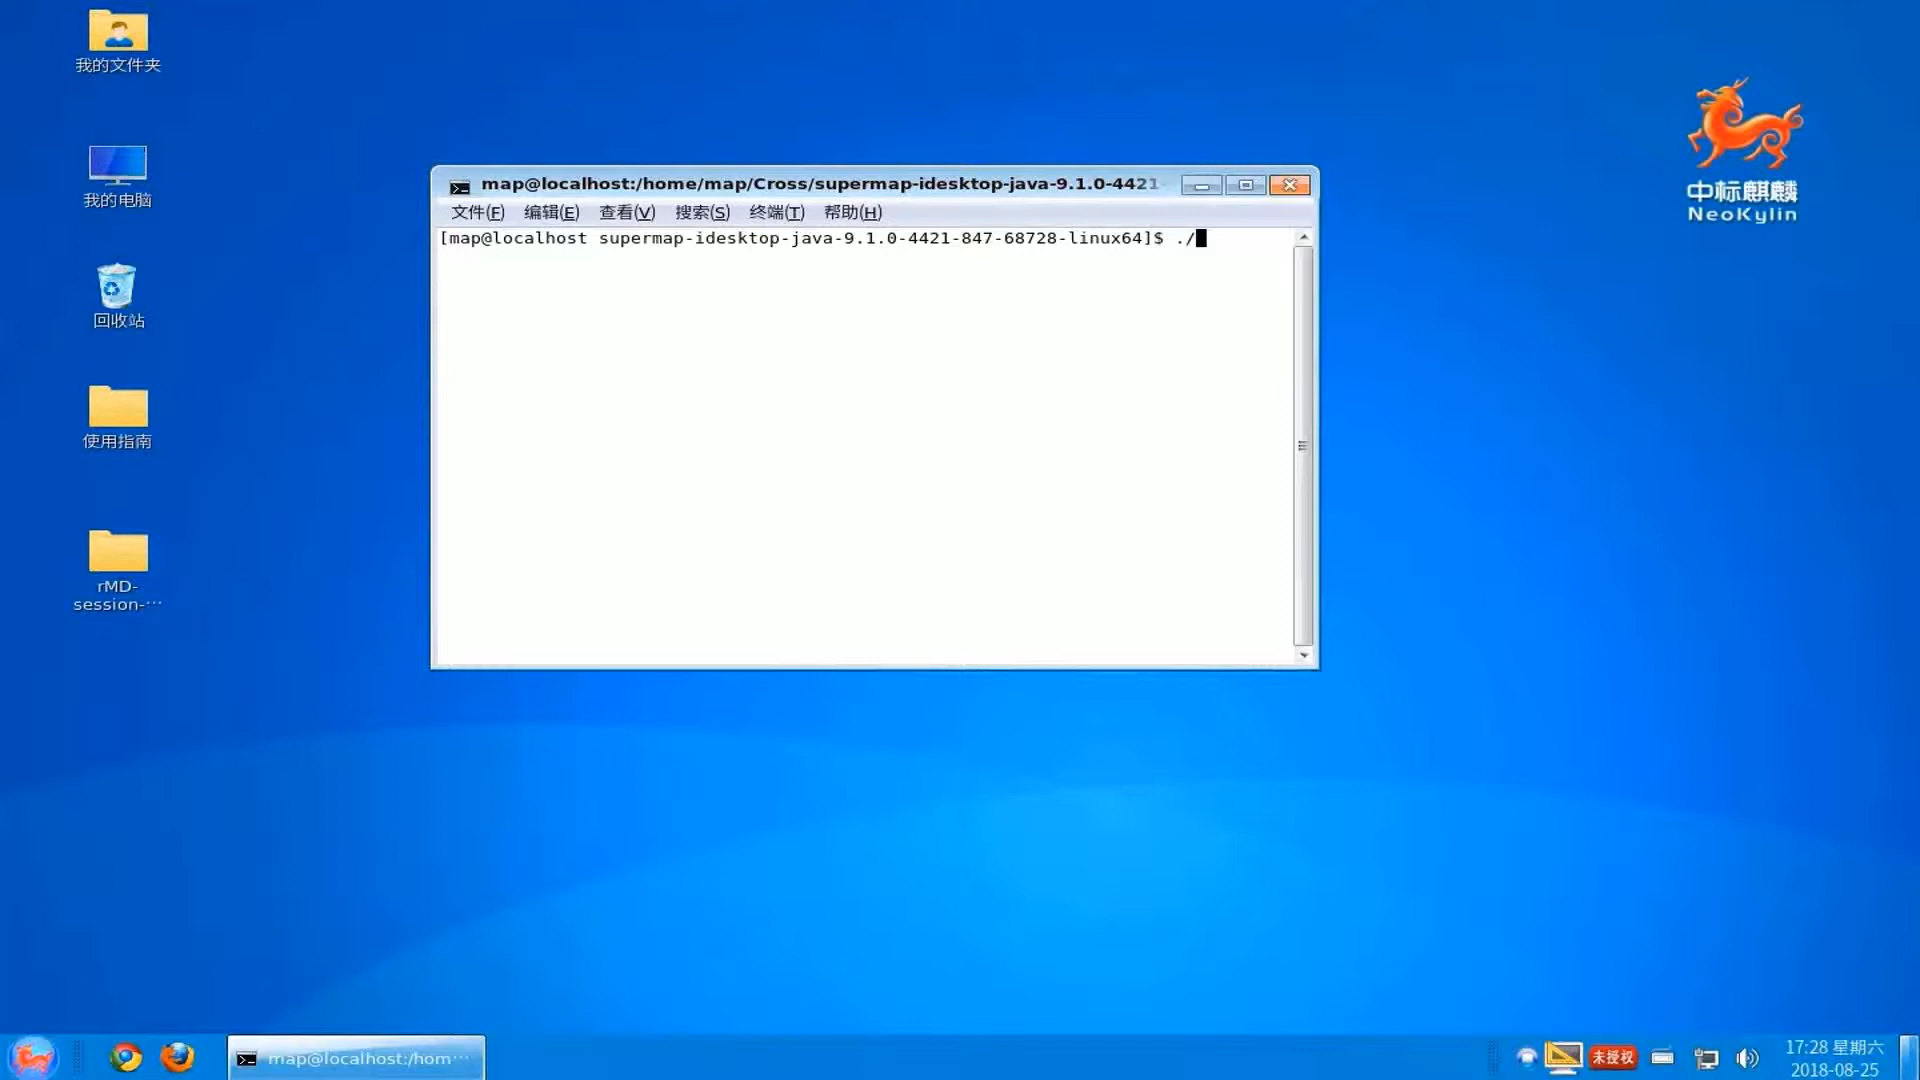 我的文件夹
我的电脑
回收站
使用指南
rMD-
session-…
中标麒麟
NeoKylin
map@localhost:/home/map/Cross/supermap-idesktop-java-9.1.0-4421-
文件(F) 编辑(E) 查看(V) 搜索(S) 终端(T) 帮助(H)
[map@localhost supermap-idesktop-java-9.1.0-4421-847-68728-linux64]$ ./
map@localhost:/hom…
未授权
17:28 星期六
2018-08-25